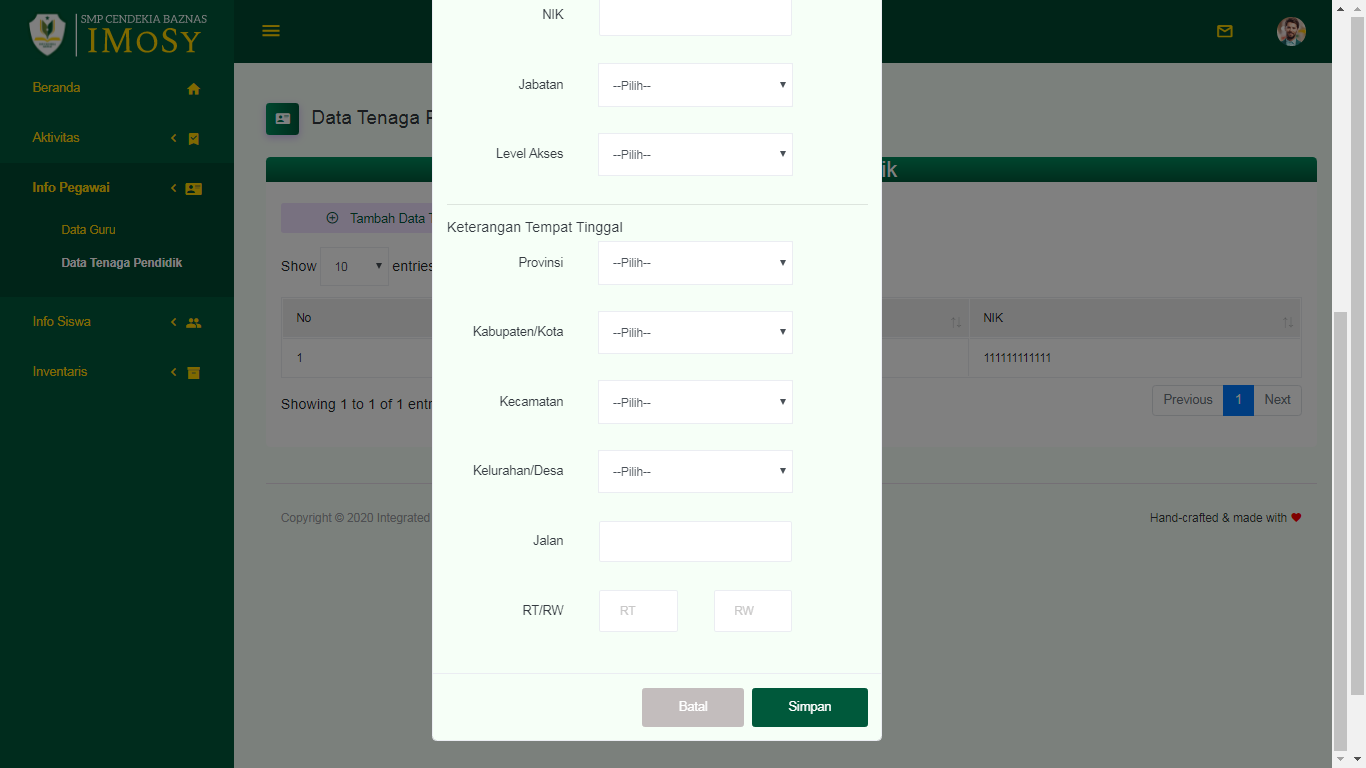 SMP CENDEKIA BAZNAS
IMoSy
Beranda
Aktivitas
Info Pegawai
Data Guru
Data Tenaga Pendidik
Info Siswa
Inventaris
Data Tenaga P
ik
Tambah Data T
Show 10 entries
No
NIK
1
111111111111
Showing 1 to 1 of 1 entr
Previous 1 Next
Copyright © 2020 Integrated
Hand-crafted & made with
NIK
Jabatan --Pilih--
Level Akses --Pilih--
Keterangan Tempat Tinggal
Provinsi --Pilih--
Kabupaten/Kota --Pilih--
Kecamatan --Pilih--
Kelurahan/Desa --Pilih--
Jalan
RT/RW RT RW
Batal Simpan